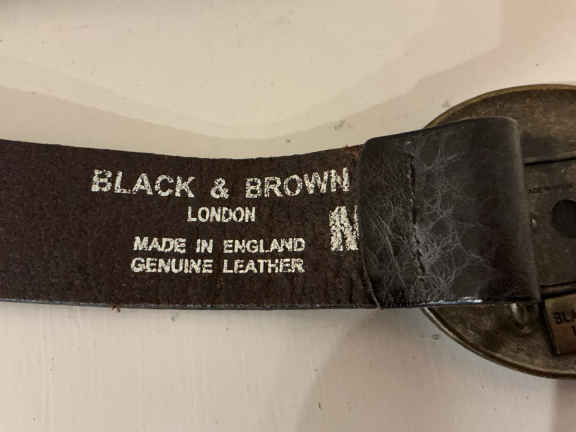 BLACK & BROWN
LONDON
MADE IN ENGLAND
GENUINE LEATHER